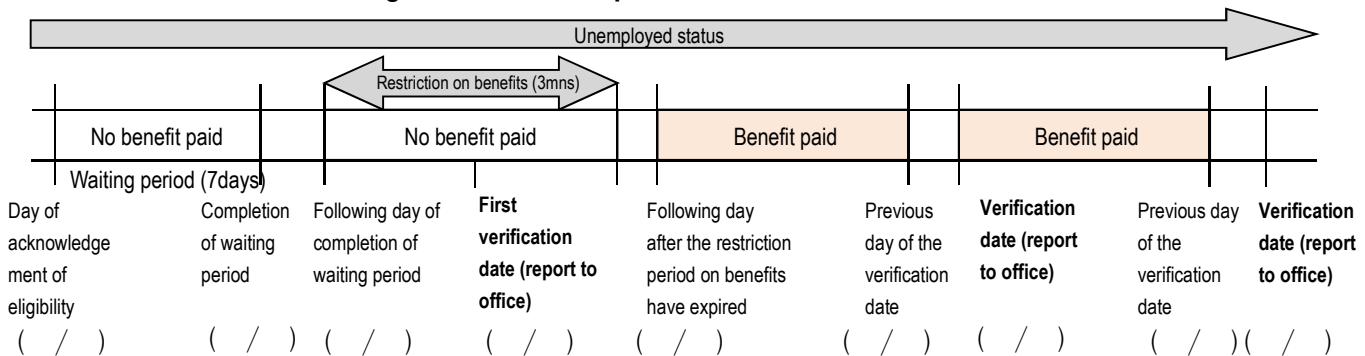 Unemployed status
Restriction on benefits (3mns)
No benefit paid
No benefit paid
Benefit paid
Benefit paid
Waiting period (7days)
Day of
acknowledge
ment of
eligibility
( / )
Completion
of waiting
period
( / )
Following day of
completion of
waiting period
( / )
First
verification
date (report to
office)
( / )
Following day
after the restriction
period on benefits
have expired
( / )
Previous
day of the
verification
date
( / )
Verification
date (report
to office)
( / )
Previous day
of the
verification
date
( / )
Verification
date (report
to office)
( / )